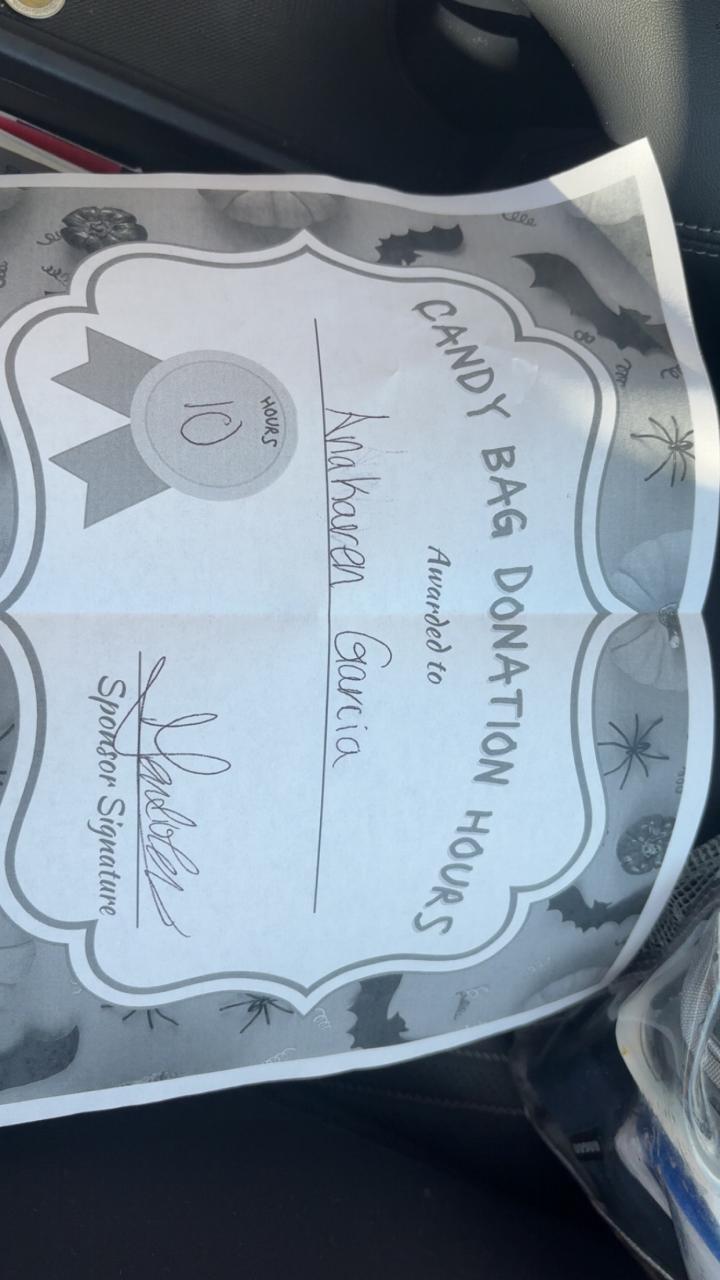 CANDY BAG DONATION HOURS
Awarded to
Anakaren Garcia
HOURS
10
Sponsor Signature